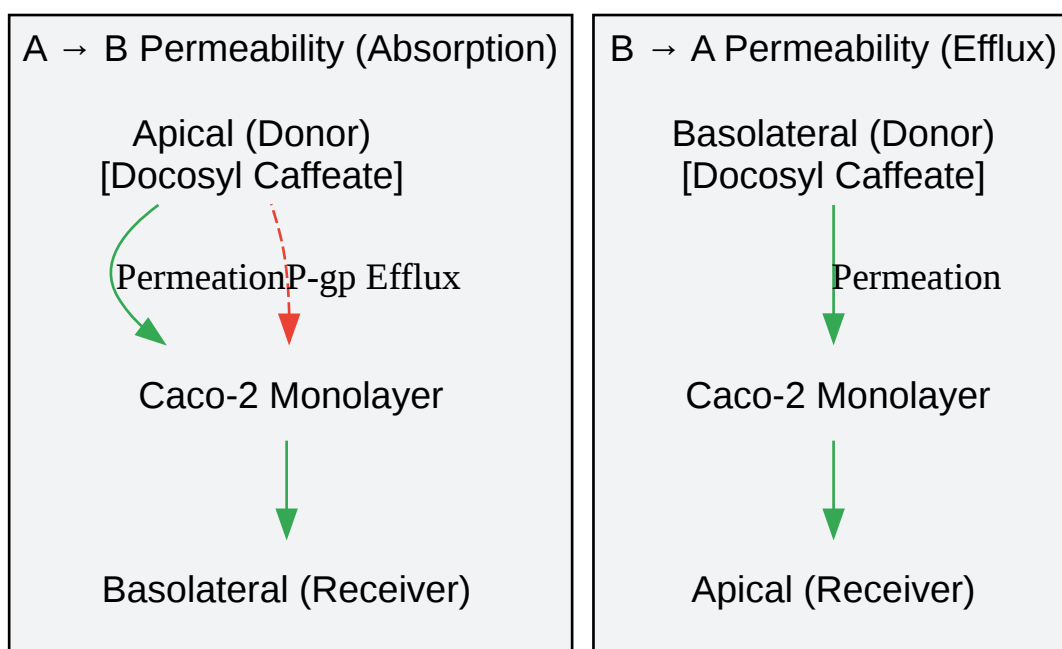 A → B Permeability (Absorption)
Apical (Donor)
[Docosyl Caffeate]
Permeation
P-gp Efflux
Caco-2 Monolayer
Basolateral (Receiver)
B → A Permeability (Efflux)
Basolateral (Donor)
[Docosyl Caffeate]
Permeation
Caco-2 Monolayer
Apical (Receiver)